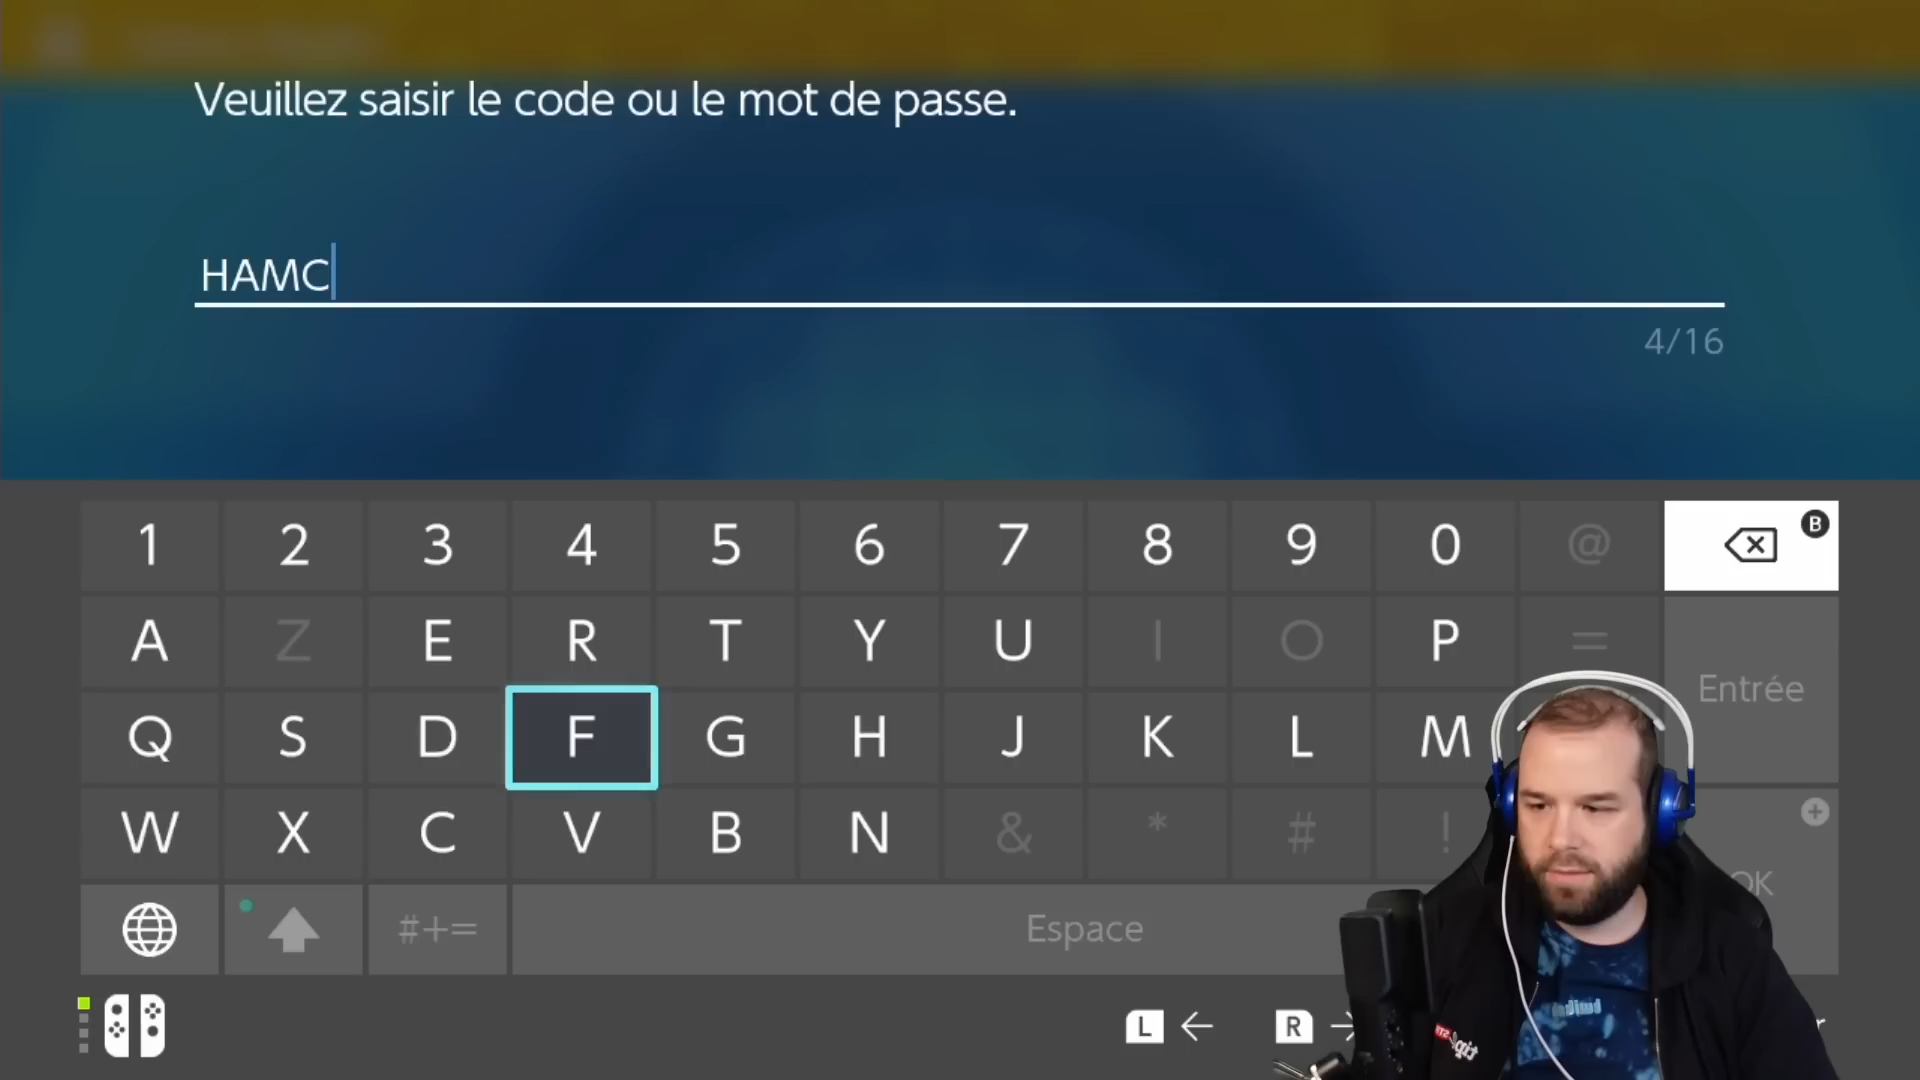 Veuillez saisir le code ou le mot de passe.
HAMC
4/16
1 2 3 4 5 6 7 8 9 0 @ B
A Z E R T Y U I O P =
Entrée
Q S D F G H J K L M
W X C V B N & * # ! +
OK
#+= Espace
L ← R →